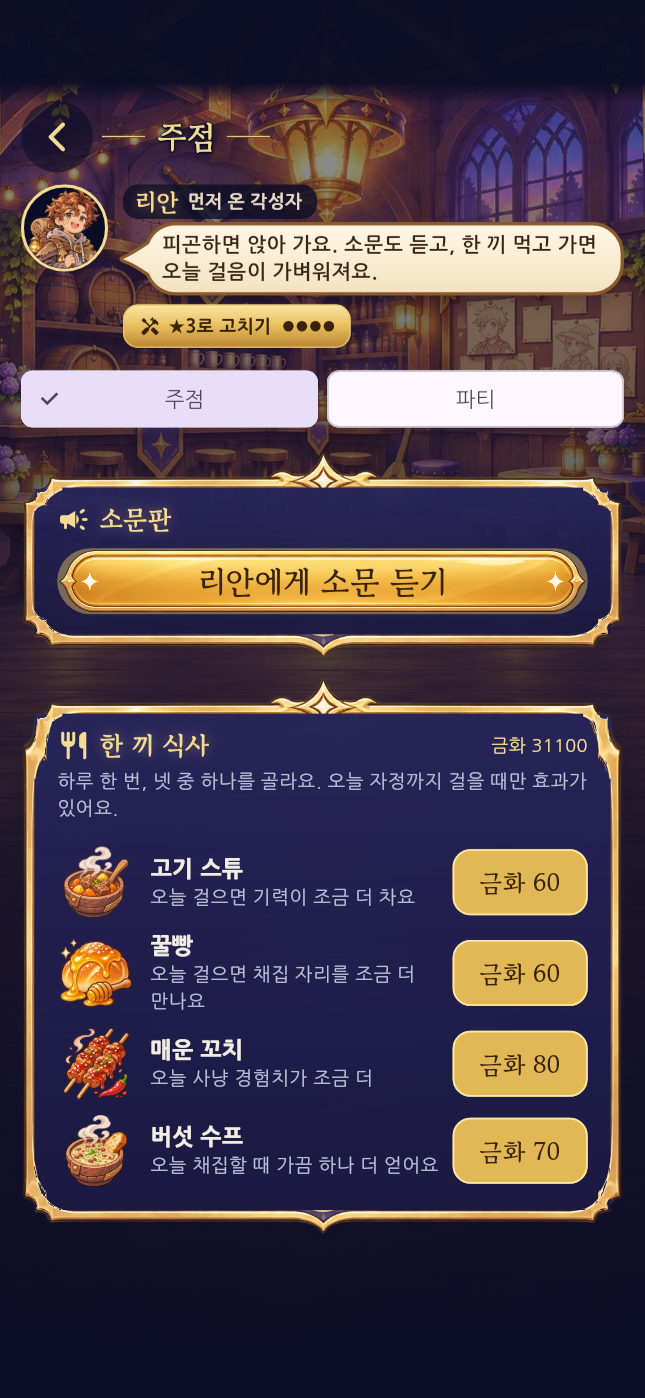 주점
리안 먼저 온 각성자
피곤하면 앉아 가요. 소문도 듣고, 한 끼 먹고 가면
오늘 걸음이 가벼워져요.
★3로 고치기 ●●●●
주점
파티
소문판
리안에게 소문 듣기
한 끼 식사
금화 31100
하루 한 번, 넷 중 하나를 골라요. 오늘 자정까지 걸을 때만 효과가
있어요.
고기 스튜
오늘 걸으면 기력이 조금 더 차요
금화 60
꿀빵
오늘 걸으면 채집 자리를 조금 더
만나요
금화 60
매운 꼬치
오늘 사냥 경험치가 조금 더
금화 80
버섯 수프
오늘 채집할 때 가끔 하나 더 얻어요
금화 70